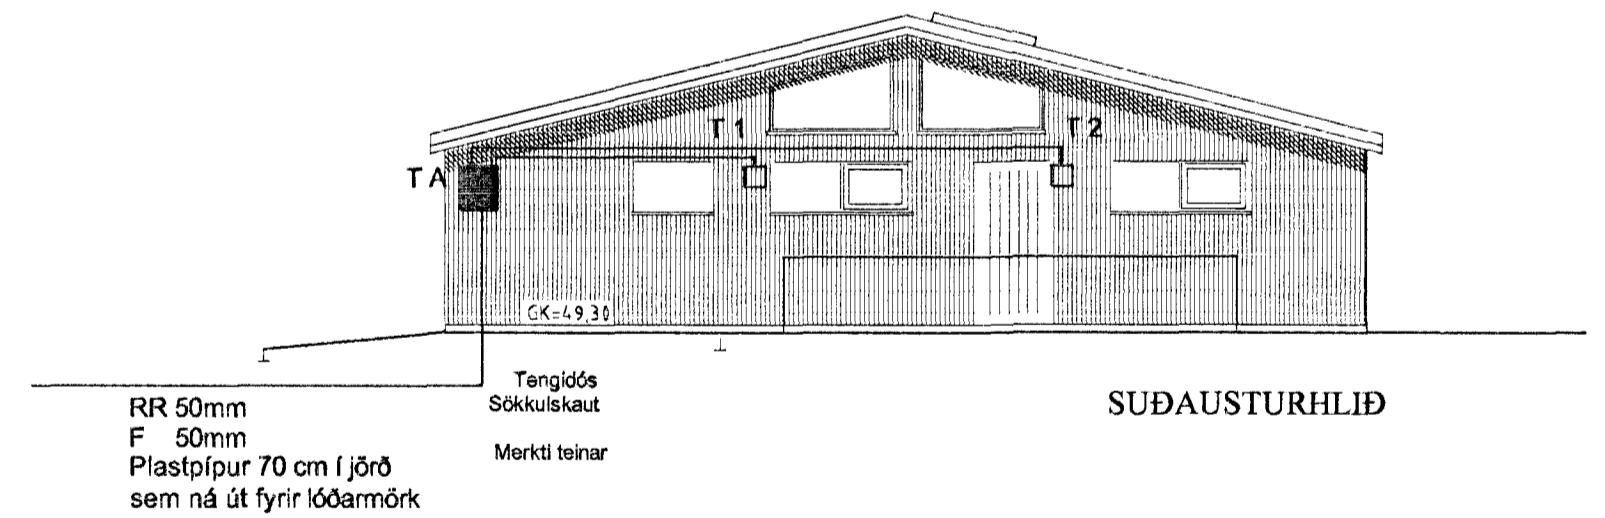 T 1
T 2
T A
GK=49.30
Tengidós
Sökkulskaut
Merkti teinar
SUÐAUSTURHLIÐ
RR 50mm
F 50mm
Plastpípur 70 cm í jörð
sem ná út fyrir lóðarmörk